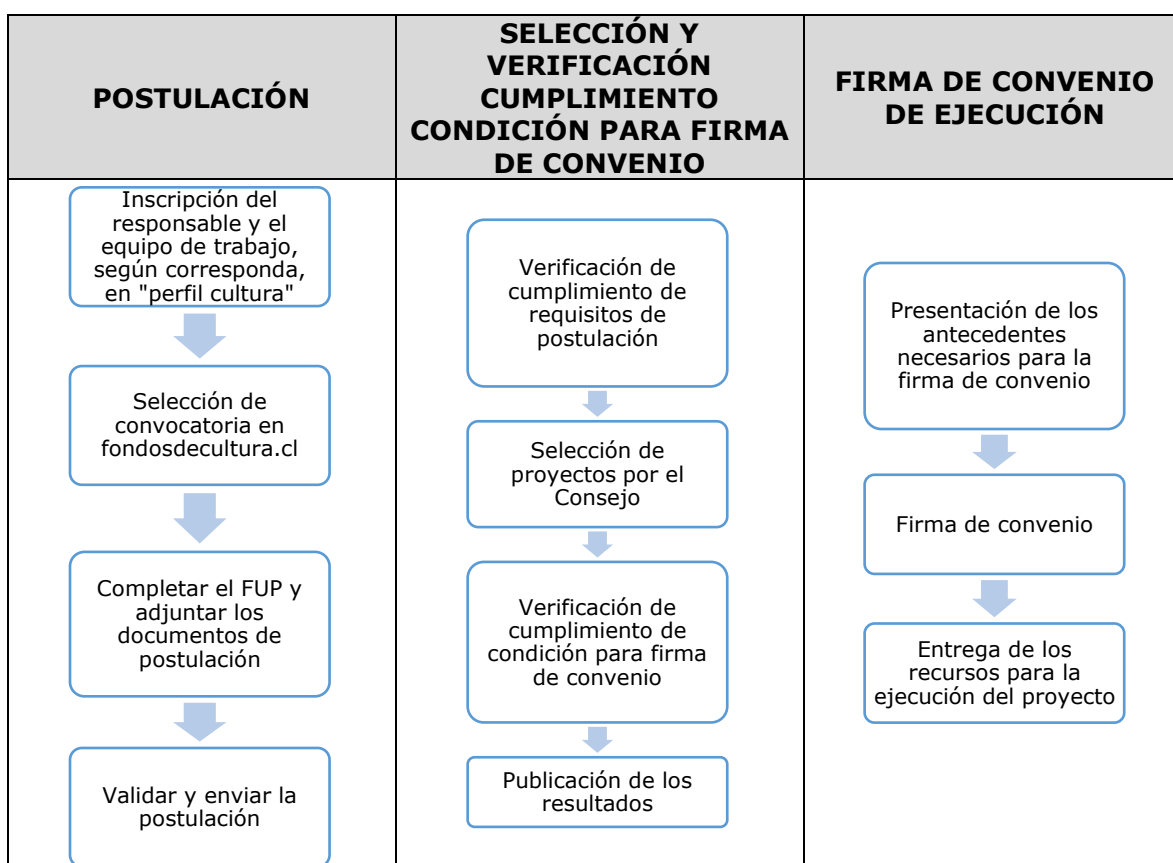 POSTULACIÓN
SELECCIÓN Y
VERIFICACIÓN
CUMPLIMIENTO
CONDICIÓN PARA FIRMA
DE CONVENIO
FIRMA DE CONVENIO
DE EJECUCIÓN
Inscripción del
responsable y el
equipo de trabajo,
según corresponda,
en "perfil cultura"
Selección de
convocatoria en
fondosdecultura.cl
Completar el FUP y
adjuntar los
documentos de
postulación
Validar y enviar la
postulación
Verificación de
cumplimiento de
requisitos de
postulación
Selección de
proyectos por el
Consejo
Verificación de
cumplimiento de
condición para firma
de convenio
Publicación de los
resultados
Presentación de los
antecedentes
necesarios para la
firma de convenio
Firma de convenio
Entrega de los
recursos para la
ejecución del proyecto